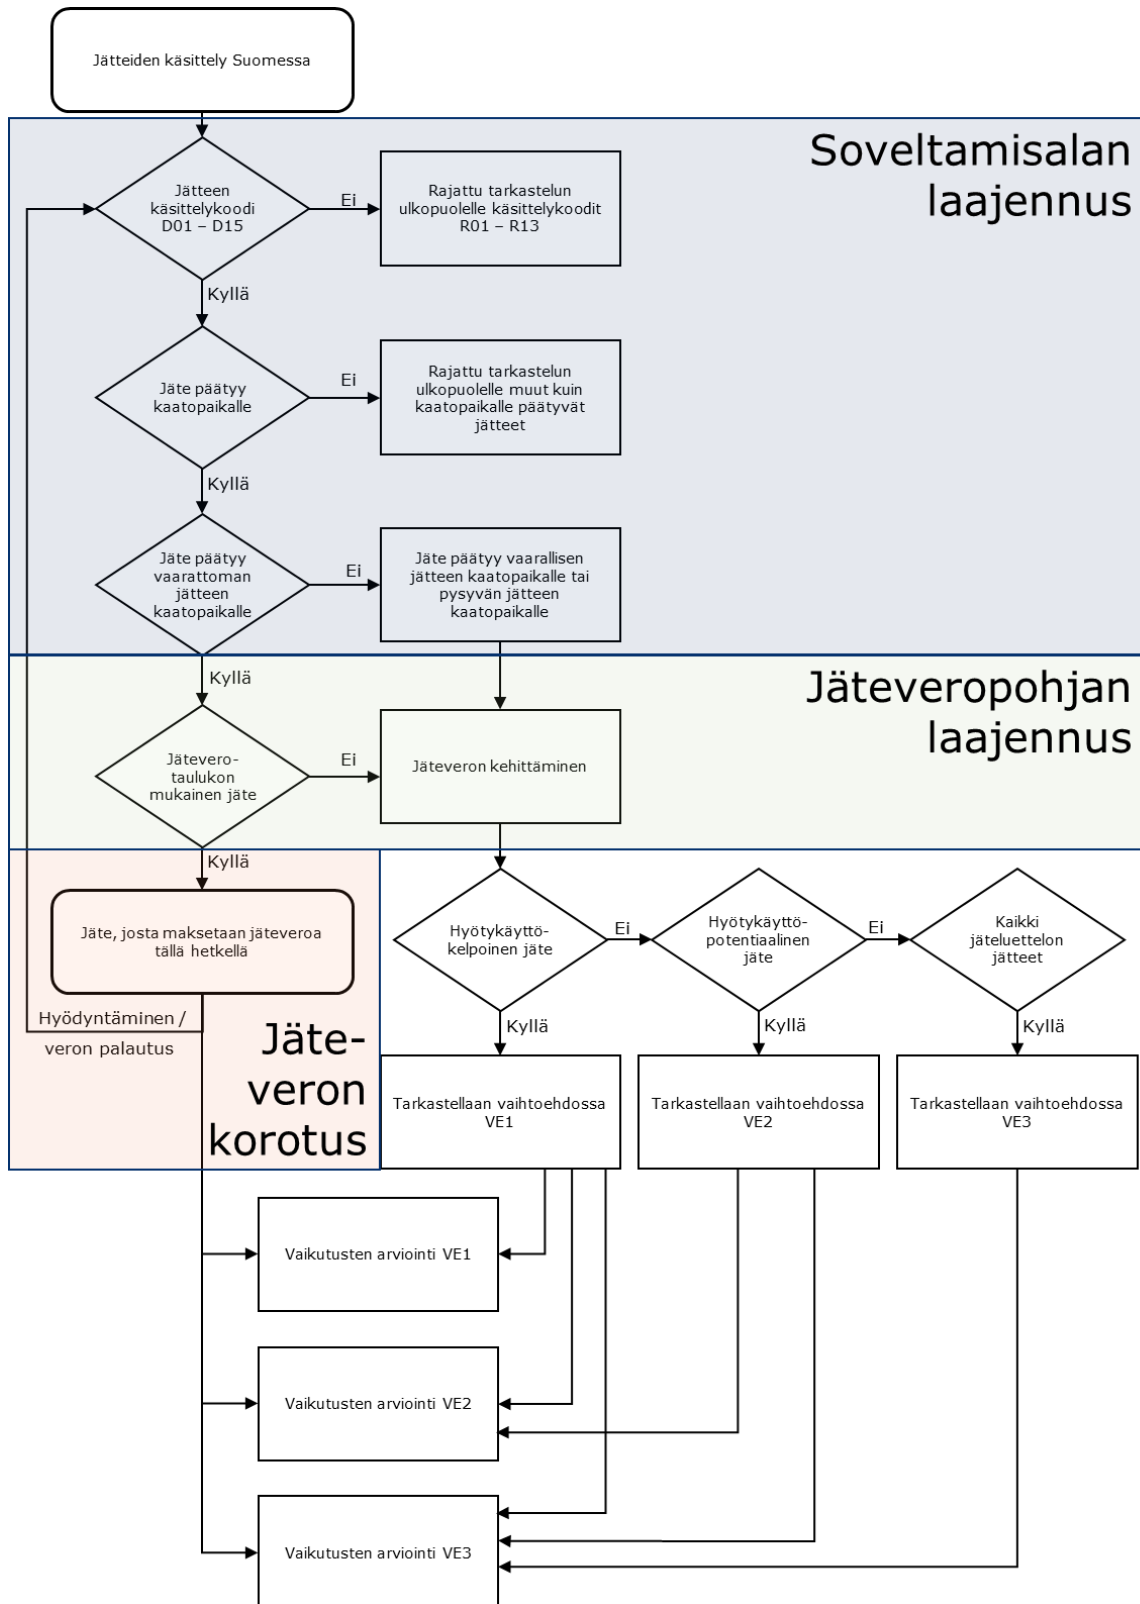 Jätteiden käsittely Suomessa
Soveltamisalan
laajennus
Jätteen
käsittelykoodi
D01 – D15
Ei
Rajattu tarkastelun
ulkopuolelle käsittelykoodit
R01 – R13
Kyllä
Jäte päätyy
kaatopaikalle
Ei
Rajattu tarkastelun
ulkopuolelle muut kuin
kaatopaikalle päätyvät
jätteet
Kyllä
Jäte päätyy
vaarattoman
jätteen
kaatopaikalle
Ei
Jäte päätyy vaarallisen
jätteen kaatopaikalle tai
pysyvän jätteen
kaatopaikalle
Kyllä
Jäteveropohjan
laajennus
Jätevero-
taulukon
mukainen jäte
Ei
Jäteveron kehittäminen
Kyllä
Jäte, josta maksetaan jäteveroa
tällä hetkellä
Hyödyntäminen /
veron palautus
Jäte-
veron
korotus
Hyötykäyttö-
kelpoinen jäte
Ei
Hyötykäyttö-
potentiaalinen
jäte
Ei
Kaikki
jäteluettelon
jätteet
Kyllä
Kyllä
Kyllä
Tarkastellaan vaihtoehdossa
VE1
Tarkastellaan vaihtoehdossa
VE2
Tarkastellaan vaihtoehdossa
VE3
Vaikutusten arviointi VE1
Vaikutusten arviointi VE2
Vaikutusten arviointi VE3